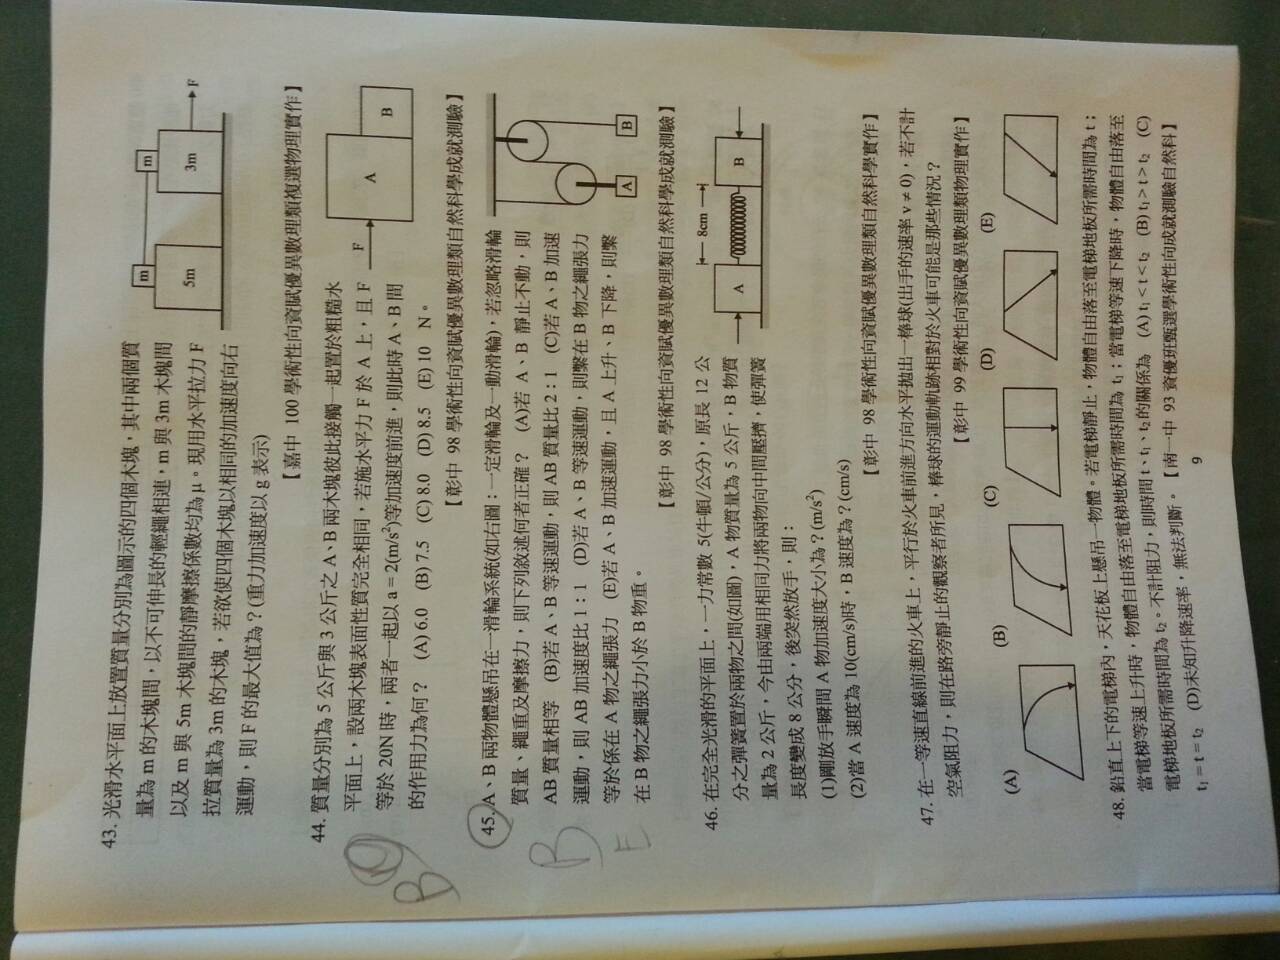 43. 光滑水平面上放置質量分別為圖示的四個木塊，其中兩個質
量為 m 的木塊間，以不可伸長的輕繩相連，m 與 3m 木塊間
以及 m 與 5m 木塊間的靜摩擦係數均為 μ。現用水平拉力 F
拉質量為 3m 的木塊，若欲使四個木塊以相同的加速度向右
運動，則 F 的最大值為？(重力加速度以 g 表示)
【嘉中 100 學術性向資賦優異數理類複選物理實作】
m
m
5m
3m
F
44. 質量分別為 5 公斤與 3 公斤之 A、B 兩木塊彼此接觸一起置於粗糙水
平面上，設兩木塊表面性質完全相同，若施水平力 F 於 A 上，且 F
等於 20N 時，兩者一起以 a = 2(m/s²)等加速度前進，則此時 A、B 間
的作用力為何？ (A) 6.0 (B) 7.5 (C) 8.0 (D) 8.5 (E) 10 N。
【彰中 98 學術性向資賦優異數理類自然科學成就測驗】
F
A
B
B
45. A、B 兩物體懸吊在一滑輪系統(如右圖：一定滑輪及一動滑輪)，若忽略滑輪
質量、繩重及摩擦力，則下列敘述何者正確？ (A)若 A、B 靜止不動，則
AB 質量相等 (B)若 A、B 等速運動，則 AB 質量比 2：1 (C)若 A、B 加速
運動，則 AB 加速度比 1：1 (D)若 A、B 等速運動，則繫在 B 物之繩張力
等於係在 A 物之繩張力 (E)若 A、B 加速運動，且 A 上升、B 下降，則繫
在 B 物之繩張力小於 B 物重。
【彰中 98 學術性向資賦優異數理類自然科學成就測驗】
A
B
B
E
46. 在完全光滑的平面上，一力常數 5(牛頓/公分)，原長 12 公
分之彈簧置於兩物之間(如圖)，A 物質量為 5 公斤，B 物質
量為 2 公斤，今由兩端用相同力將兩物向中間壓擠，使彈簧
長度變成 8 公分，後突然放手，則：
(1)剛放手瞬間 A 物加速度大小為？(m/s²)
(2)當 A 速度為 10(cm/s)時，B 速度為？(cm/s)
【彰中 98 學術性向資賦優異數理類自然科學實作】
8cm
A
B
47. 在一等速直線前進的火車上，平行於火車前進方向水平拋出一棒球(出手的速率 v ≠ 0)，若不計
空氣阻力，則在路旁靜止的觀察者所見，棒球的運動軌跡相對於火車可能是那些情況？
【彰中 99 學術性向資賦優異數理類物理實作】
(A)
(B)
(C)
(D)
(E)
48. 鉛直上下的電梯內，天花板上懸吊一物體。若電梯靜止，物體自由落至電梯地板所需時間為 t；
當電梯等速上升時，物體自由落至電梯地板所需時間為 t₁；當電梯等速下降時，物體自由落至
電梯地板所需時間為 t₂。不計阻力，則時間 t、t₁、t₂ 的關係為 (A) t₁ < t < t₂ (B) t₁ > t > t₂ (C)
t₁ = t = t₂ (D)未知升降速率，無法判斷。 【南一中 93 資優班甄選學術性向成就測驗自然科】
9